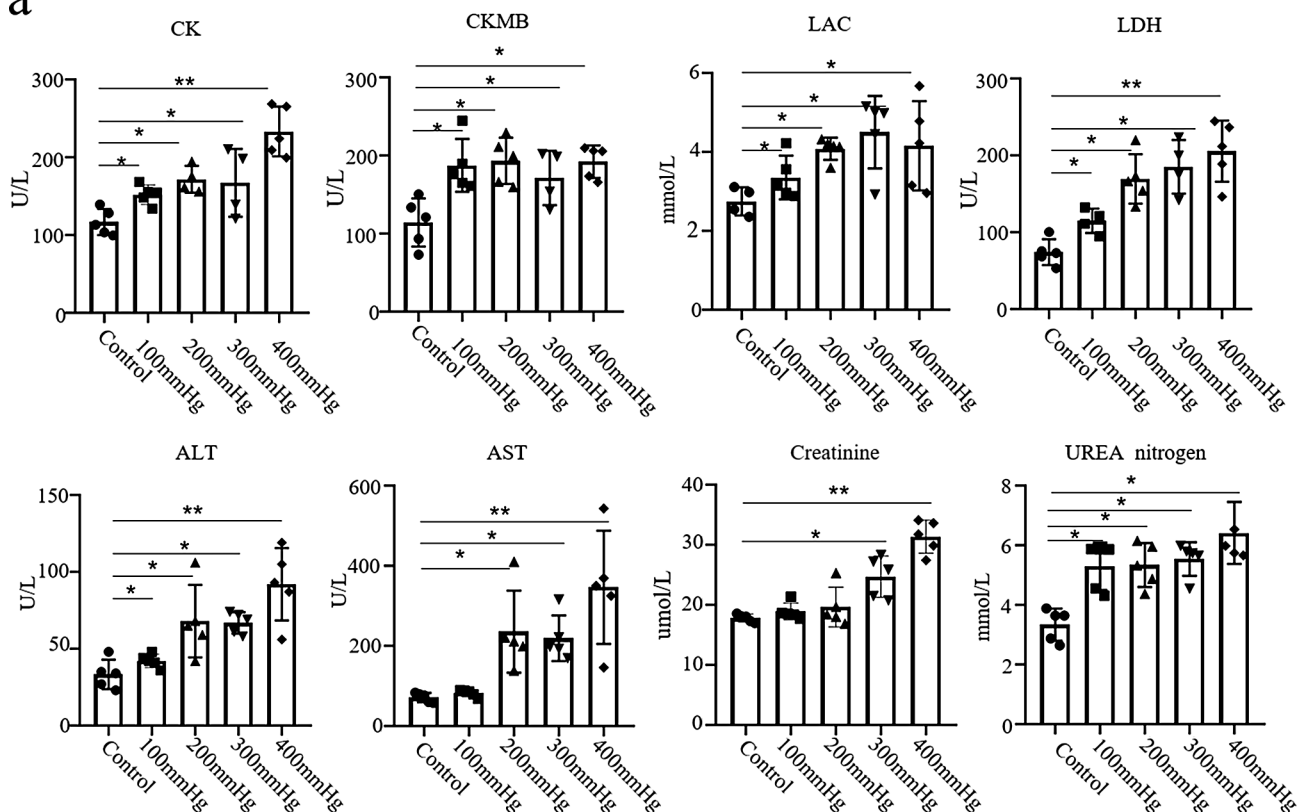 a
CK
CKMB
LAC
LDH
U/L
300
200
100
0
**
*
*
*
Control
100mmHg
200mmHg
300mmHg
400mmHg
U/L
300
200
100
0
*
*
*
*
Control
100mmHg
200mmHg
300mmHg
400mmHg
mmol/L
6
4
2
0
*
*
*
*
Control
100mmHg
200mmHg
300mmHg
400mmHg
U/L
300
200
100
0
**
*
*
*
Control
100mmHg
200mmHg
300mmHg
400mmHg
ALT
AST
Creatinine
UREA nitrogen
U/L
150
100
50
0
**
*
*
*
Control
100mmHg
200mmHg
300mmHg
400mmHg
U/L
600
400
200
0
**
*
*
Control
100mmHg
200mmHg
300mmHg
400mmHg
umol/L
40
30
20
10
0
**
*
Control
100mmHg
200mmHg
300mmHg
400mmHg
mmol/L
8
6
4
2
0
*
*
*
*
Control
100mmHg
200mmHg
300mmHg
400mmHg